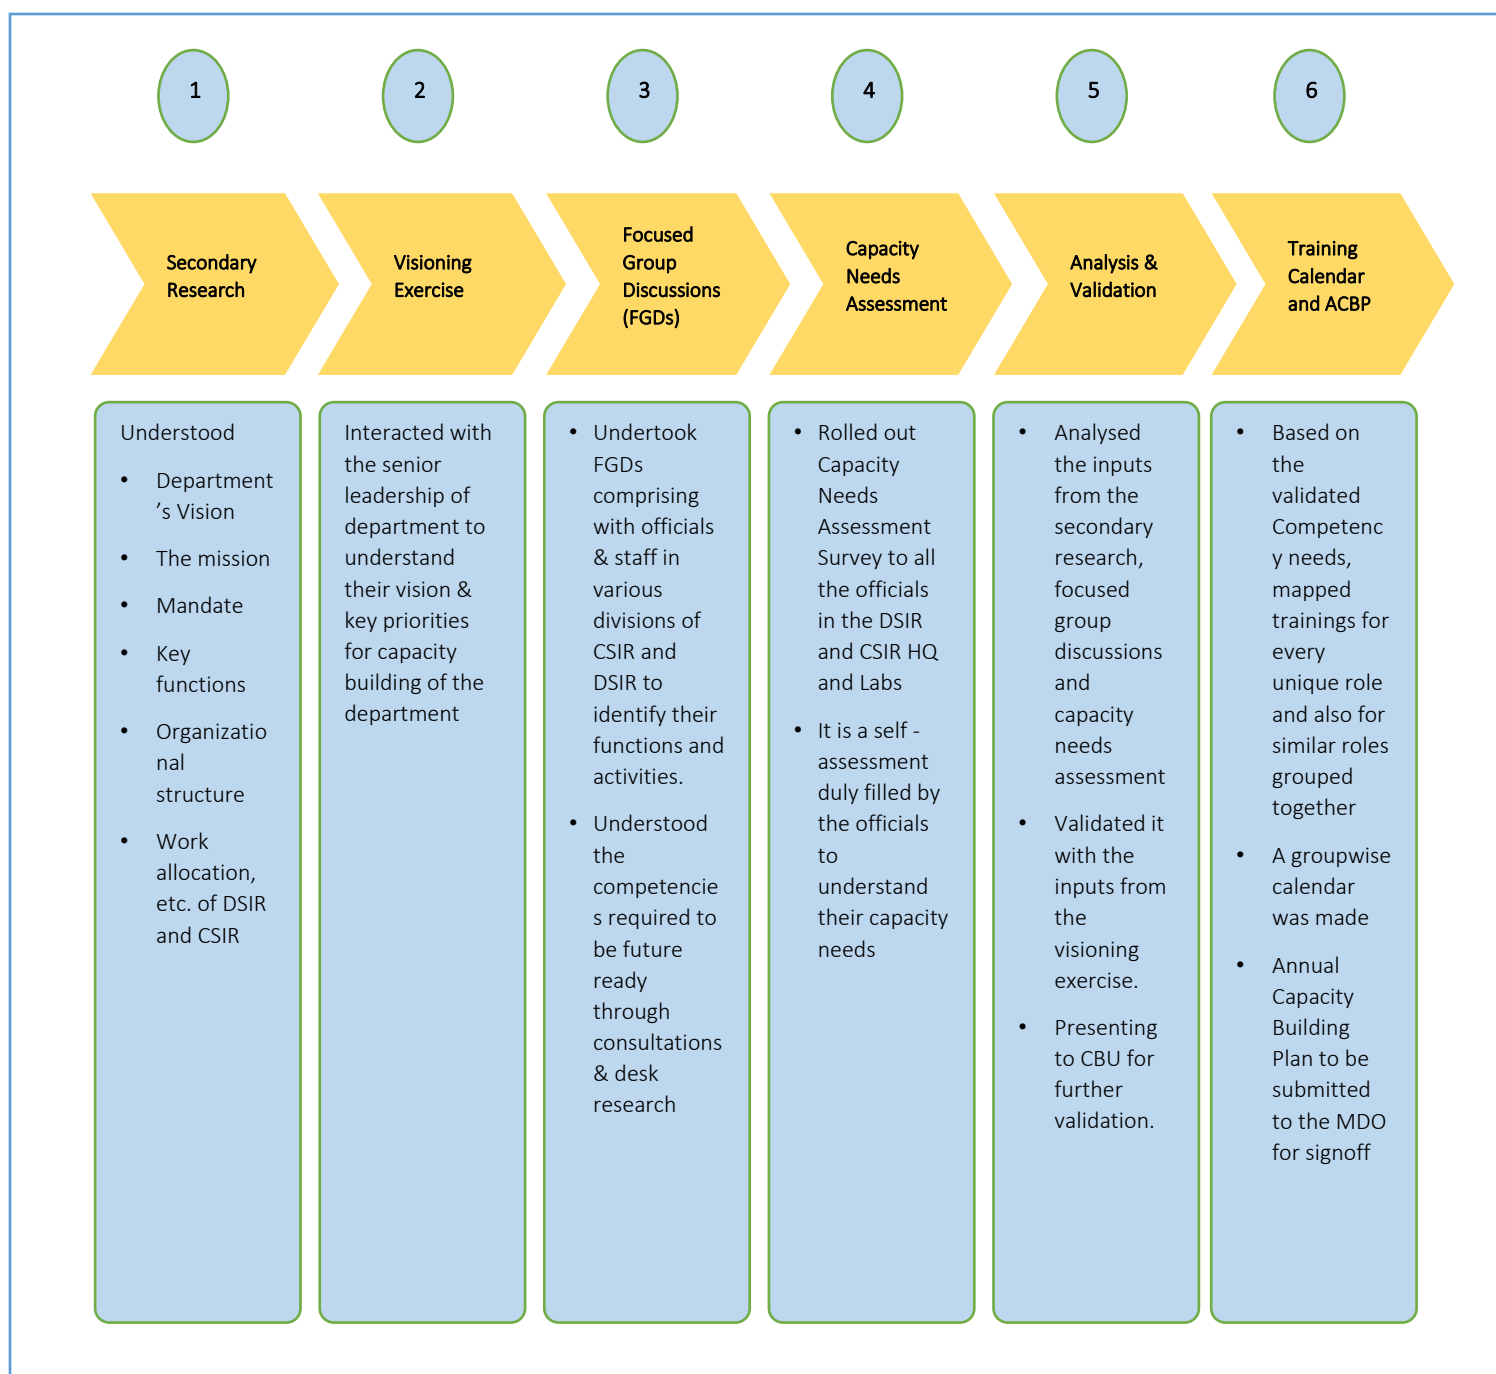 1
2
3
4
5
6
Secondary
Research
Visioning
Exercise
Focused
Group
Discussions
(FGDs)
Capacity
Needs
Assessment
Analysis &
Validation
Training
Calendar
and ACBP
Understood
• Department
’s Vision
• The mission
• Mandate
• Key
functions
• Organizatio
nal
structure
• Work
allocation,
etc. of DSIR
and CSIR
Interacted with
the senior
leadership of
department to
understand
their vision &
key priorities
for capacity
building of the
department
• Undertook
FGDs
comprising
with officials
& staff in
various
divisions of
CSIR and
DSIR to
identify their
functions and
activities.
• Understood
the
competencie
s required to
be future
ready
through
consultations
& desk
research
• Rolled out
Capacity
Needs
Assessment
Survey to all
the officials
in the DSIR
and CSIR HQ
and Labs
• It is a self -
assessment
duly filled by
the officials
to
understand
their capacity
needs
• Analysed
the inputs
from the
secondary
research,
focused
group
discussions
and
capacity
needs
assessment
• Validated it
with the
inputs from
the
visioning
exercise.
• Presenting
to CBU for
further
validation.
• Based on
the
validated
Competenc
y needs,
mapped
trainings for
every
unique role
and also for
similar roles
grouped
together
• A groupwise
calendar
was made
• Annual
Capacity
Building
Plan to be
submitted
to the MDO
for signoff